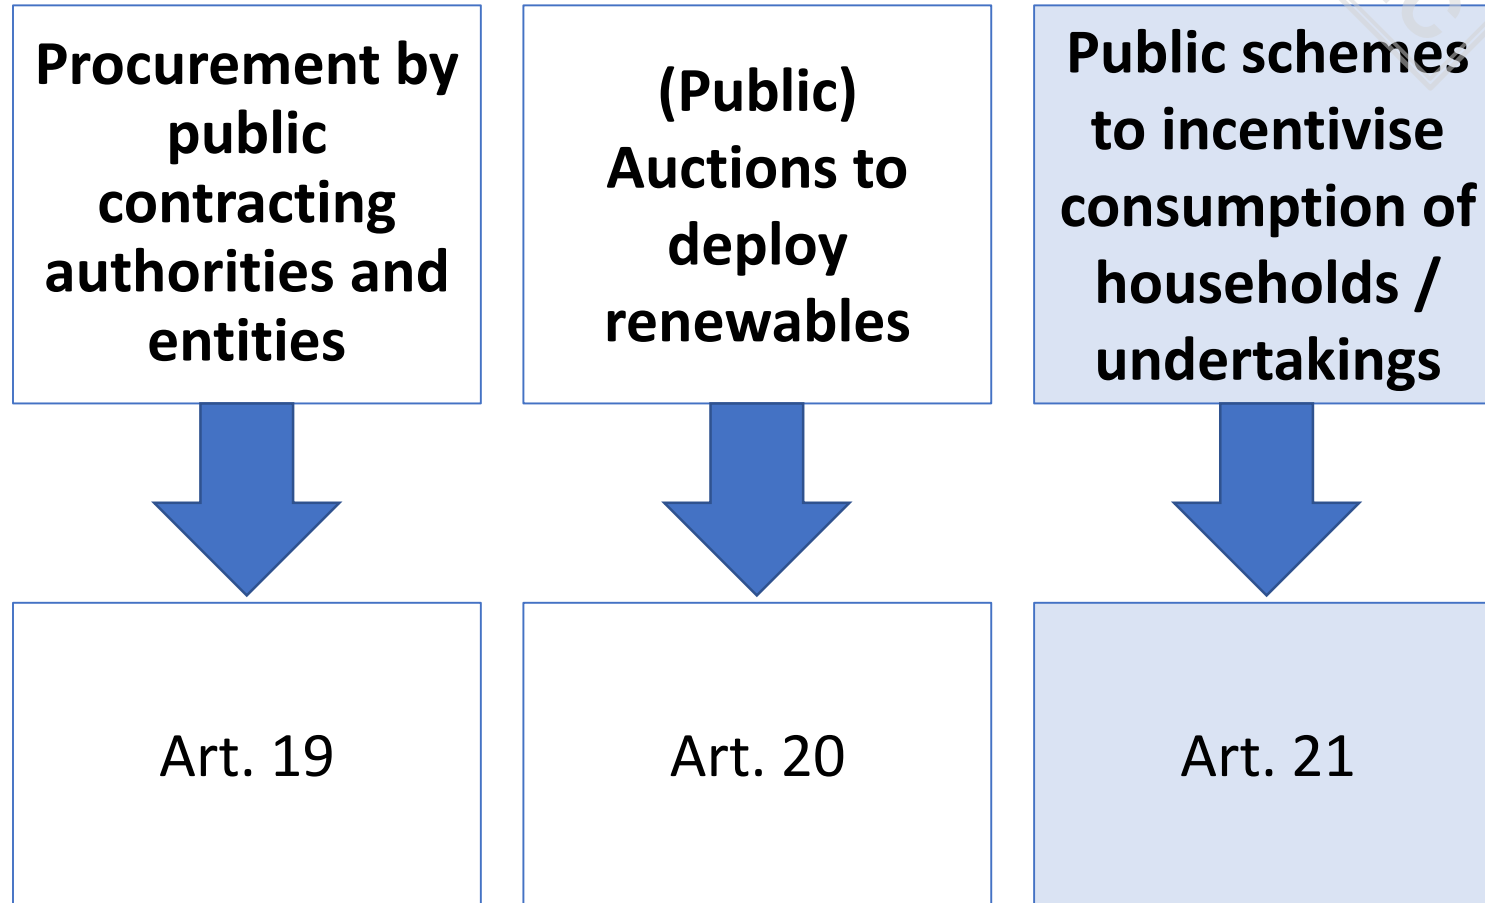 Procurement by
public
contracting
authorities and
entities
(Public)
Auctions to
deploy
renewables
Public schemes
to incentivise
consumption of
households /
undertakings
Art. 19
Art. 20
Art. 21